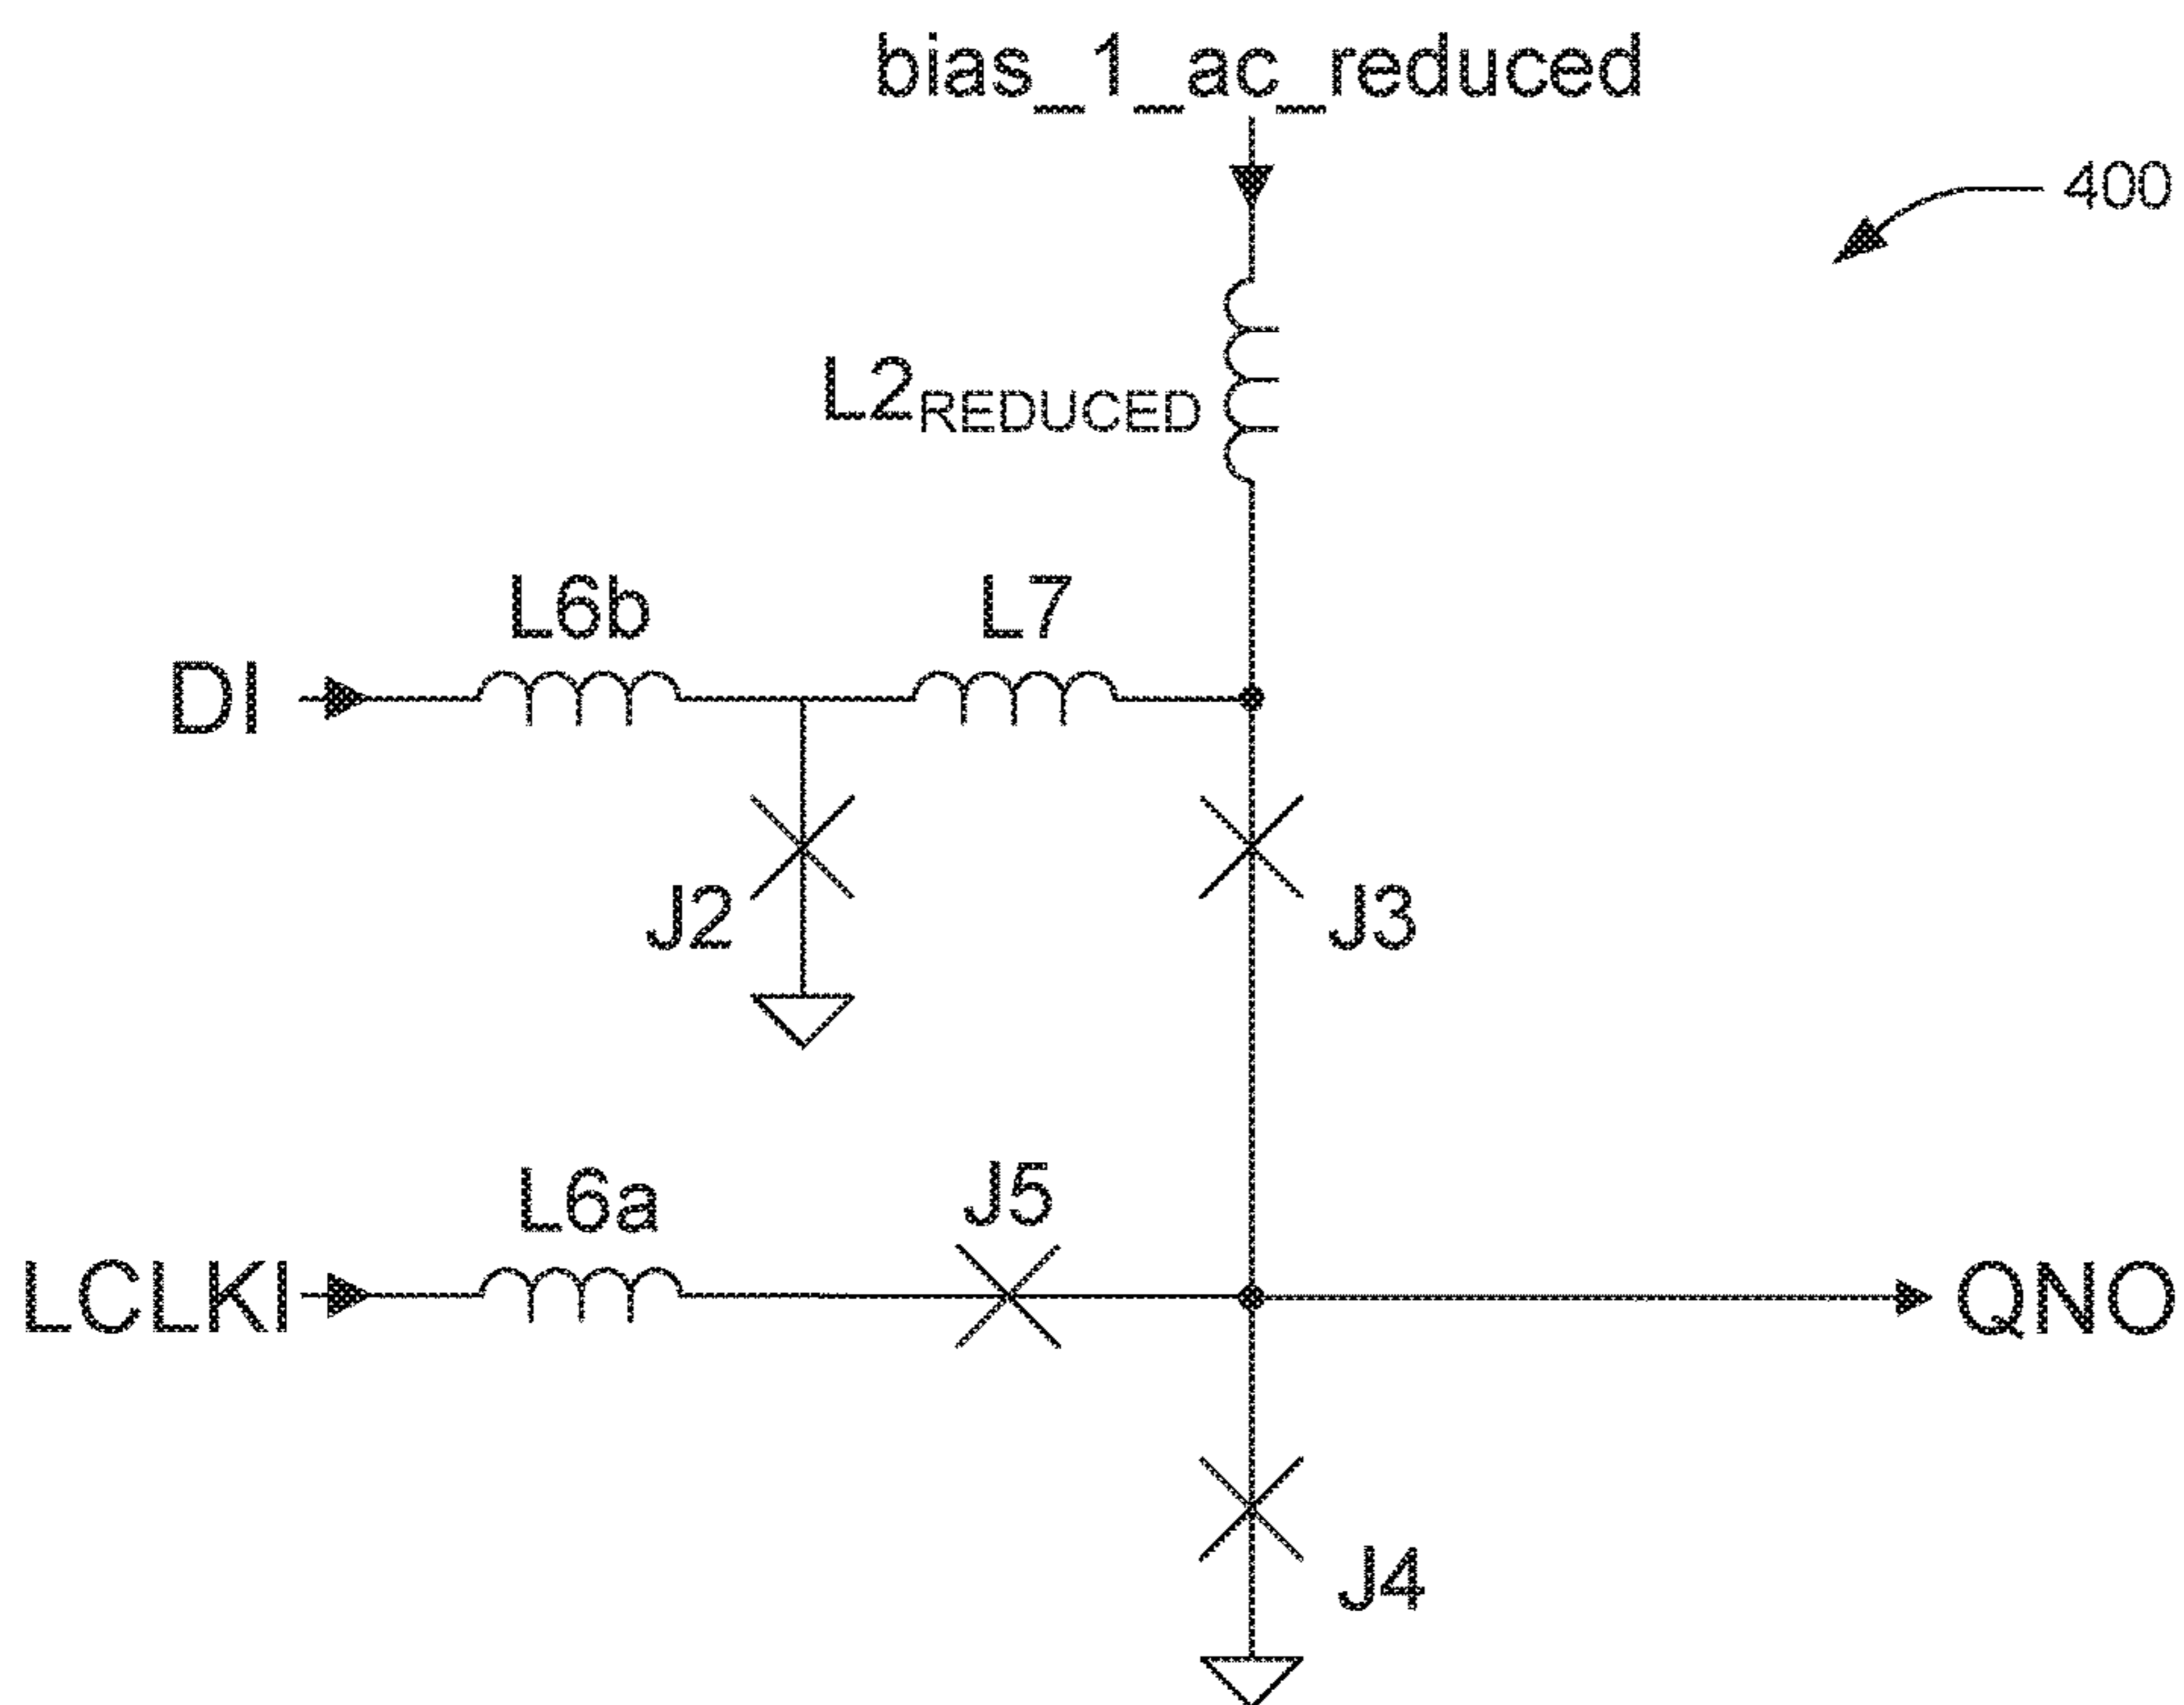 bias_1_ac_reduced
400
L2REDUCED
L6b
L7
DI
J2
J3
L6a
J5
LCLKI
QNO
J4